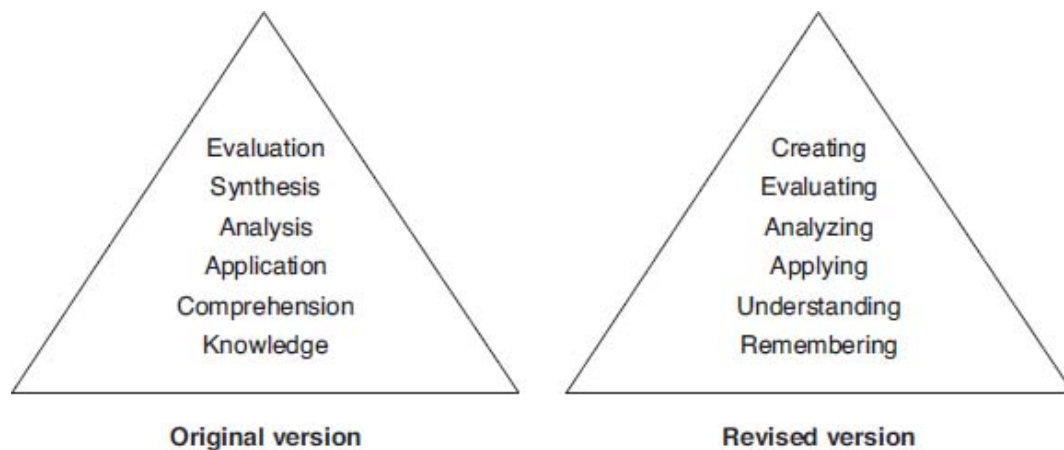 Evaluation
Synthesis
Analysis
Application
Comprehension
Knowledge
Original version
Creating
Evaluating
Analyzing
Applying
Understanding
Remembering
Revised version